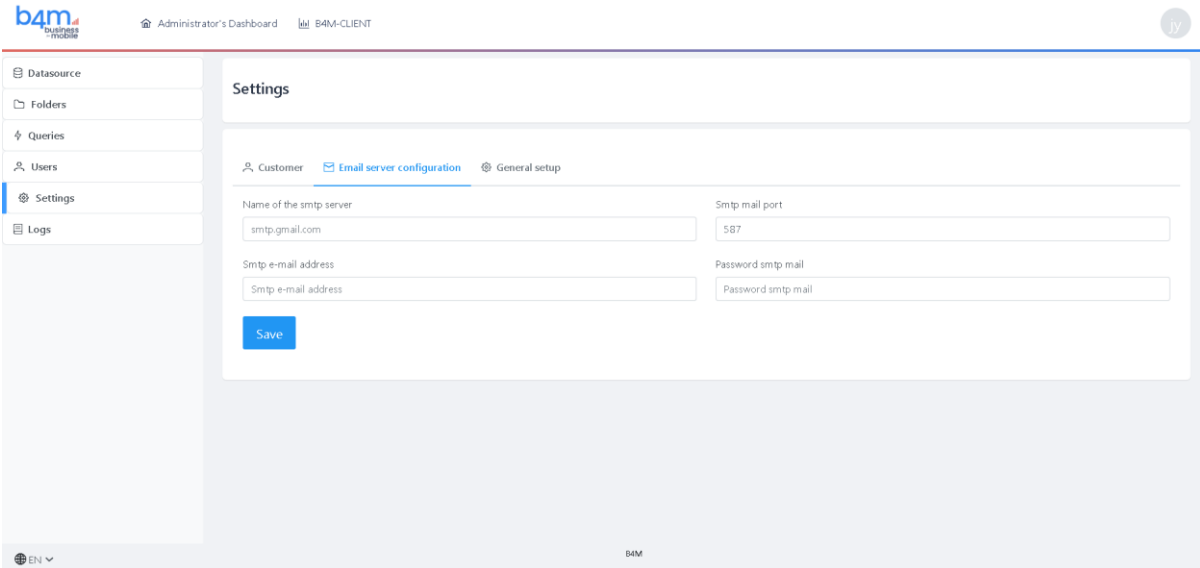 b4m
business
-mobile
Administrator's Dashboard
B4M-CLIENT
jy
Datasource
Folders
Queries
Users
Settings
Logs
Settings
Customer
Email server configuration
General setup
Name of the smtp server
Smtp mail port
smtp.gmail.com
587
Smtp e-mail address
Password smtp mail
Smtp e-mail address
Password smtp mail
Save
EN
B4M